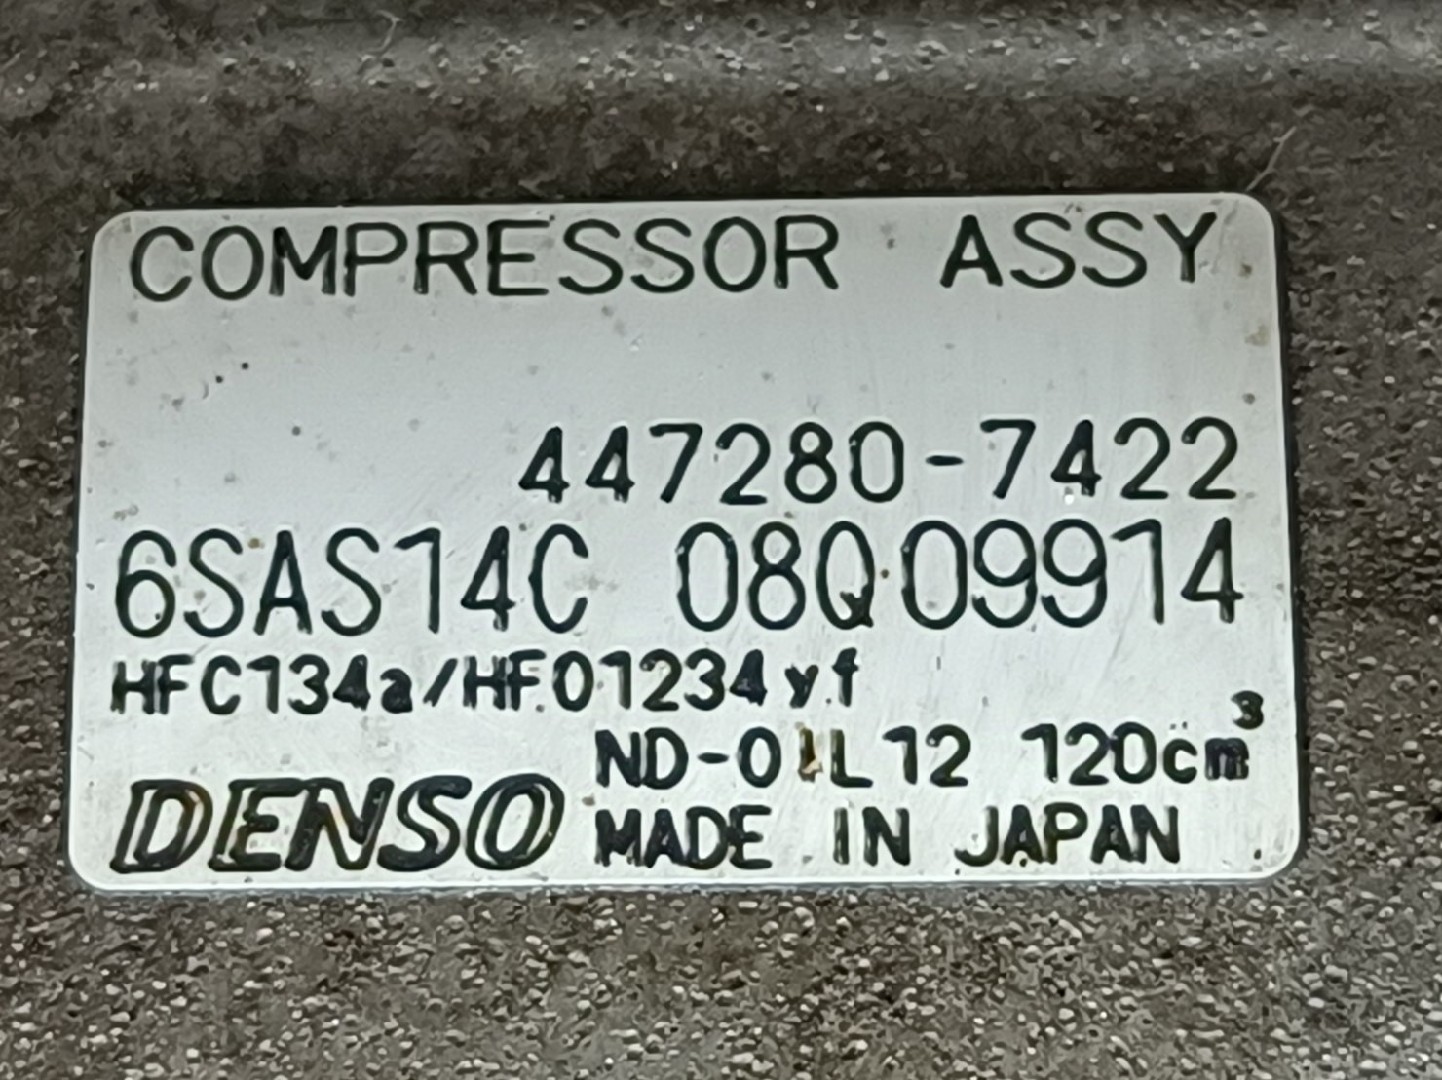 COMPRESSOR ASSY
447280-7422
6SAS14C 08Q09914
HFC134a/HFO1234yf
ND-OIL12 120cm³
DENSO MADE IN JAPAN